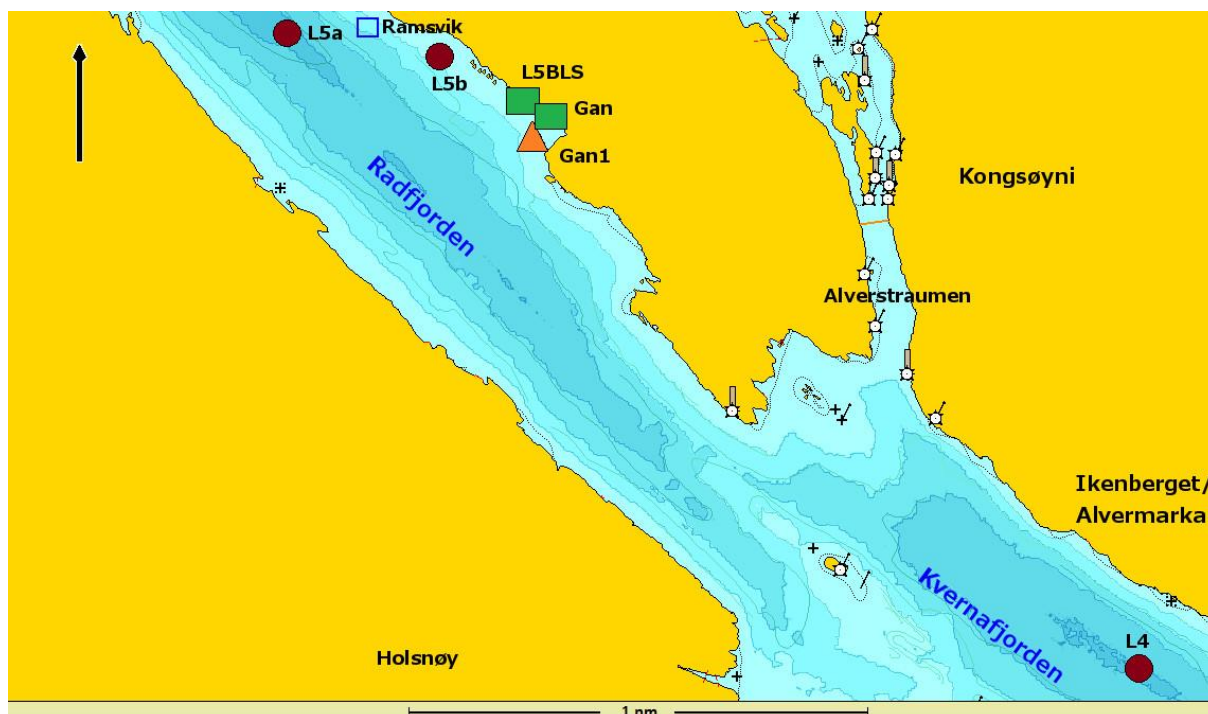 L5a
Ramsvik
L5b
L5BLS
Gan
Gan1
Radfjorden
Kongsøyni
Alverstraumen
Ikenberget/
Alvermarka
Kvernafjorden
L4
Holsnøy
1 nm